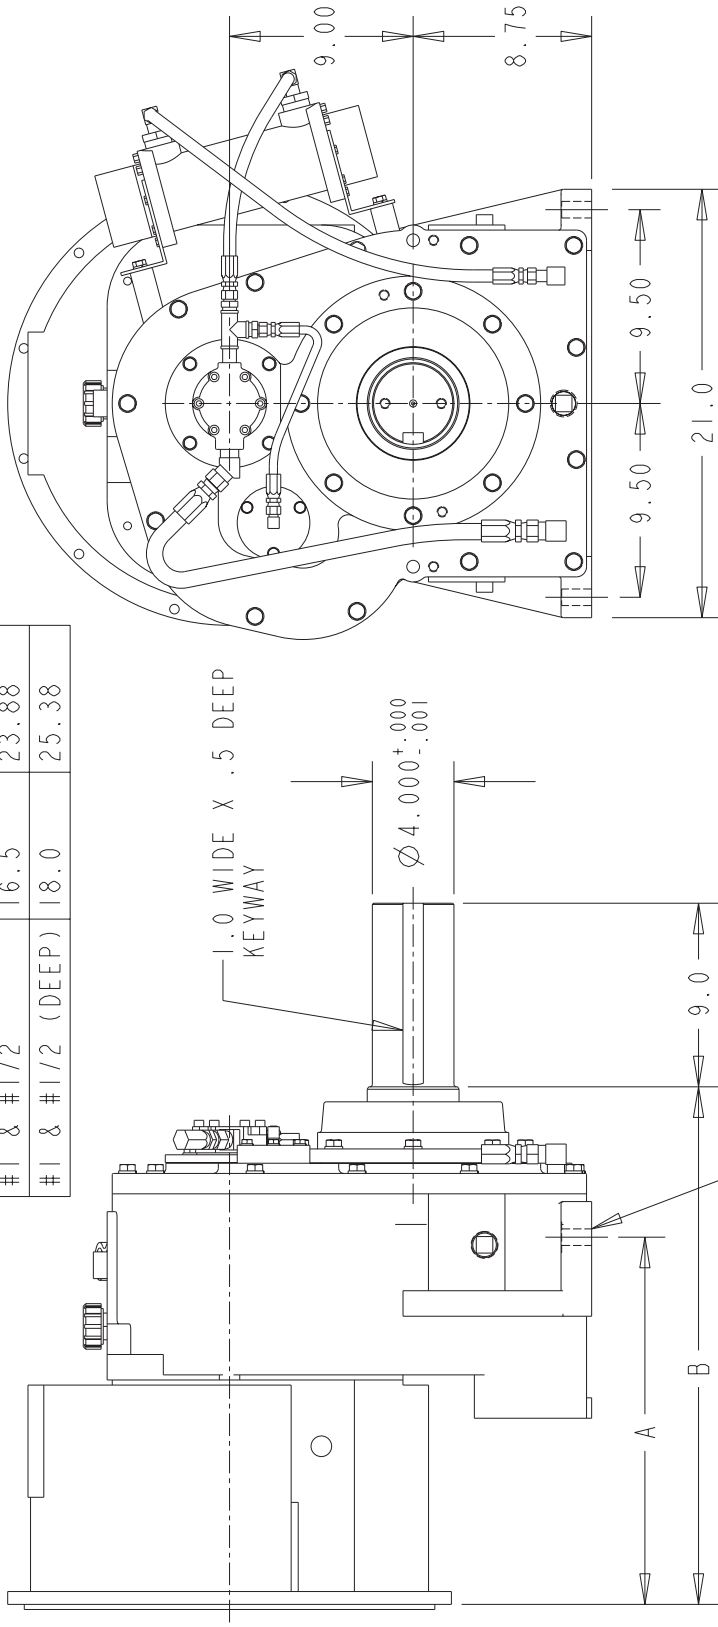 # 1 & # 1/2 16.5 23.88
# 1 & # 1/2 (DEEP) 18.0 25.38
1.0 WIDE X .5 DEEP
KEYWAY
Ø 4.000 +.000
-.001
9.0
A
B
9.00
8.75
9.50
9.50
21.0